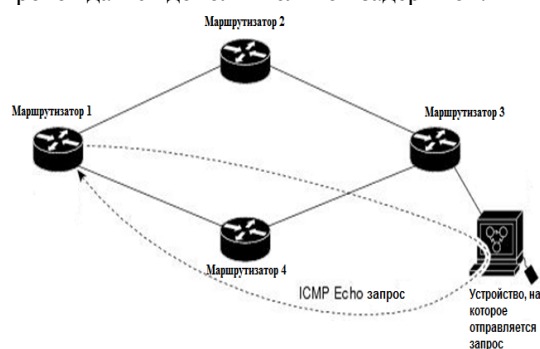 Маршрутизатор 2
Маршрутизатор 1
Маршрутизатор 3
Маршрутизатор 4
ICMP Echo запрос
Устройство, на
которое
отправляется
запрос